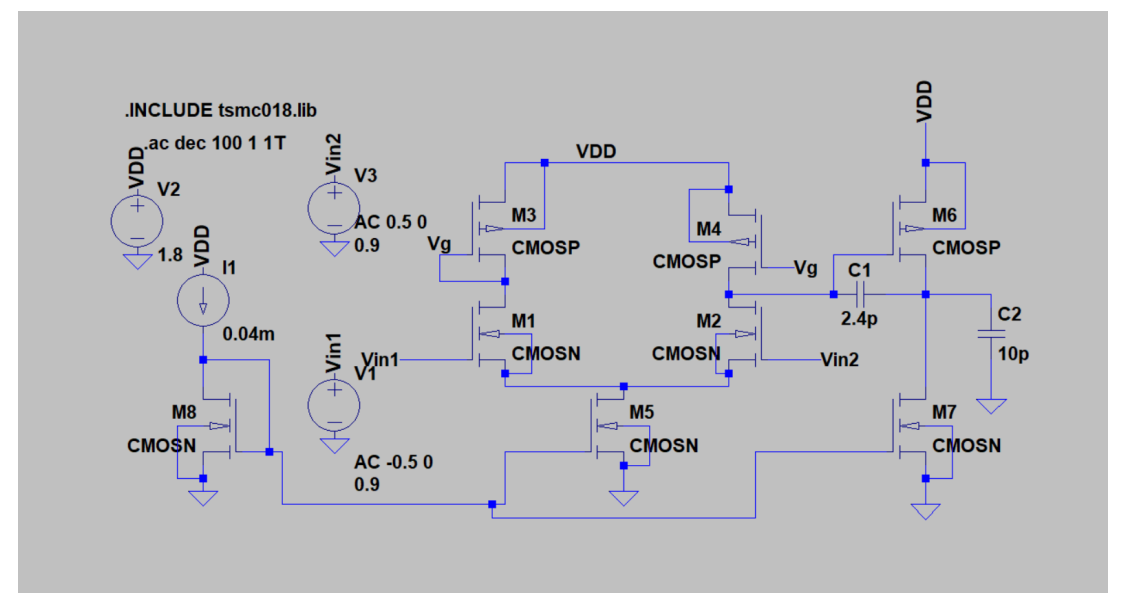 .INCLUDE tsmc018.lib
.ac dec 100 1 1T
VDD
V2
1.8
Vin2
V3
AC 0.5 0
0.9
VDD
I1
0.04m
Vin1
V1
AC -0.5 0
0.9
VDD
M3
CMOSP
Vg
M4
CMOSP
Vg
VDD
M6
CMOSP
C1
2.4p
C2
10p
M1
CMOSN
Vin1
M2
CMOSN
Vin2
M8
CMOSN
M5
CMOSN
M7
CMOSN